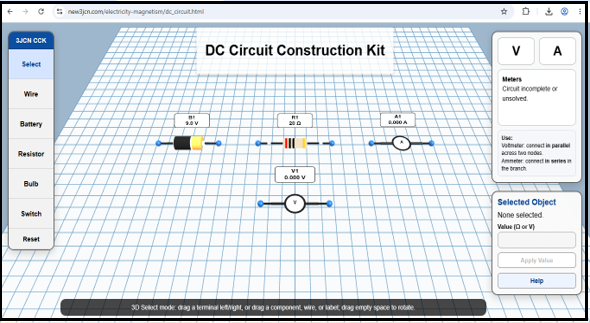 new3jcn.com/electricity-magnetism/dc_circuit.html
3JCN CCK
Select
Wire
Battery
Resistor
Bulb
Switch
Reset
DC Circuit Construction Kit
B1
9.0 V
R1
20 Ω
A1
0.000 A
A
V1
0.000 V
V
V
A
Meters
Circuit incomplete or
unsolved.
Use:
Voltmeter: connect in parallel
across two nodes.
Ammeter: connect in series in
the branch.
Selected Object
None selected.
Value (Ω or V)
Apply Value
Help
3D Select mode: drag a terminal left/right, or drag a component, wire, or label; drag empty space to rotate.